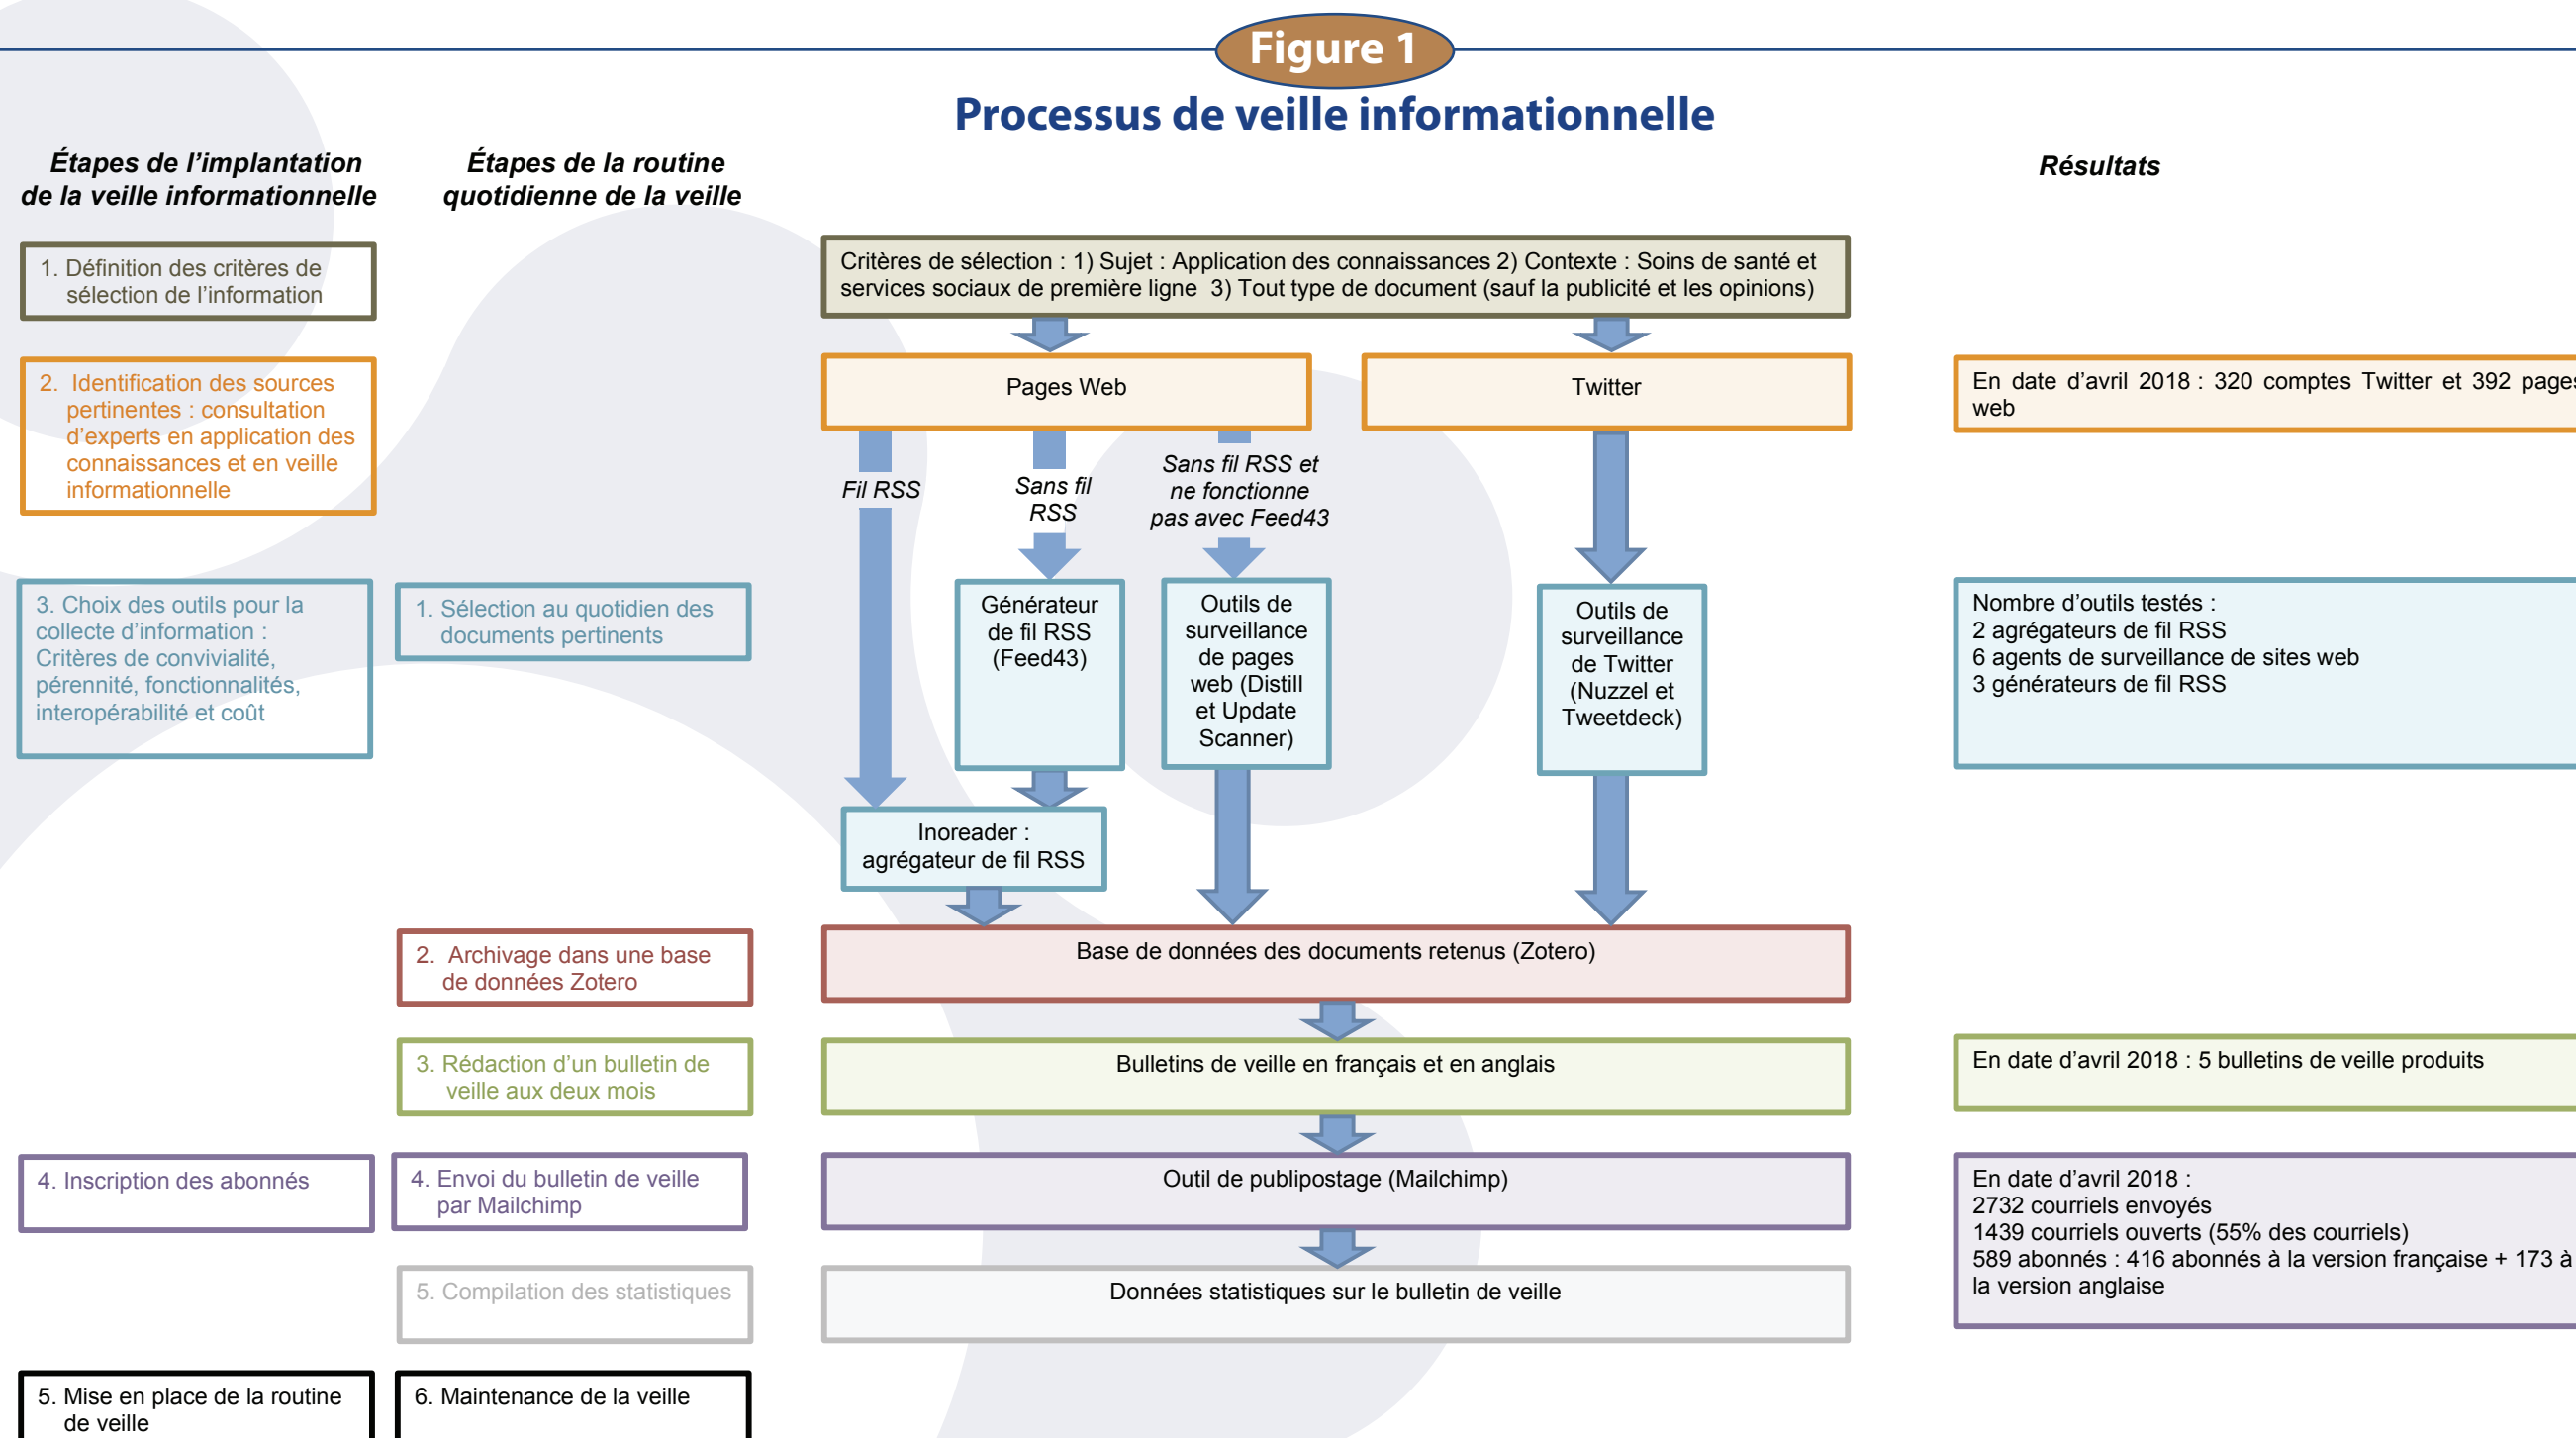 Figure 1
Processus de veille informationnelle
Étapes de l’implantation
de la veille informationnelle
Étapes de la routine
quotidienne de la veille
Résultats
1. Définition des critères de
sélection de l’information
Critères de sélection : 1) Sujet : Application des connaissances 2) Contexte : Soins de santé et
services sociaux de première ligne 3) Tout type de document (sauf la publicité et les opinions)
2. Identification des sources
pertinentes : consultation
d’experts en application des
connaissances et en veille
informationnelle
Pages Web
Twitter
En date d’avril 2018 : 320 comptes Twitter et 392 pages
web
Fil RSS
Sans fil
RSS
Sans fil RSS et
ne fonctionne
pas avec Feed43
3. Choix des outils pour la
collecte d’information :
Critères de convivialité,
pérennité, fonctionnalités,
interopérabilité et coût
1. Sélection au quotidien des
documents pertinents
Générateur
de fil RSS
(Feed43)
Outils de
surveillance
de pages
web (Distill
et Update
Scanner)
Outils de
surveillance
de Twitter
(Nuzzel et
Tweetdeck)
Nombre d’outils testés :
2 agrégateurs de fil RSS
6 agents de surveillance de sites web
3 générateurs de fil RSS
Inoreader :
agrégateur de fil RSS
2. Archivage dans une base
de données Zotero
Base de données des documents retenus (Zotero)
3. Rédaction d’un bulletin de
veille aux deux mois
Bulletins de veille en français et en anglais
En date d’avril 2018 : 5 bulletins de veille produits
4. Inscription des abonnés
4. Envoi du bulletin de veille
par Mailchimp
Outil de publipostage (Mailchimp)
En date d’avril 2018 :
2732 courriels envoyés
1439 courriels ouverts (55% des courriels)
589 abonnés : 416 abonnés à la version française + 173 à
la version anglaise
5. Compilation des statistiques
Données statistiques sur le bulletin de veille
5. Mise en place de la routine
de veille
6. Maintenance de la veille